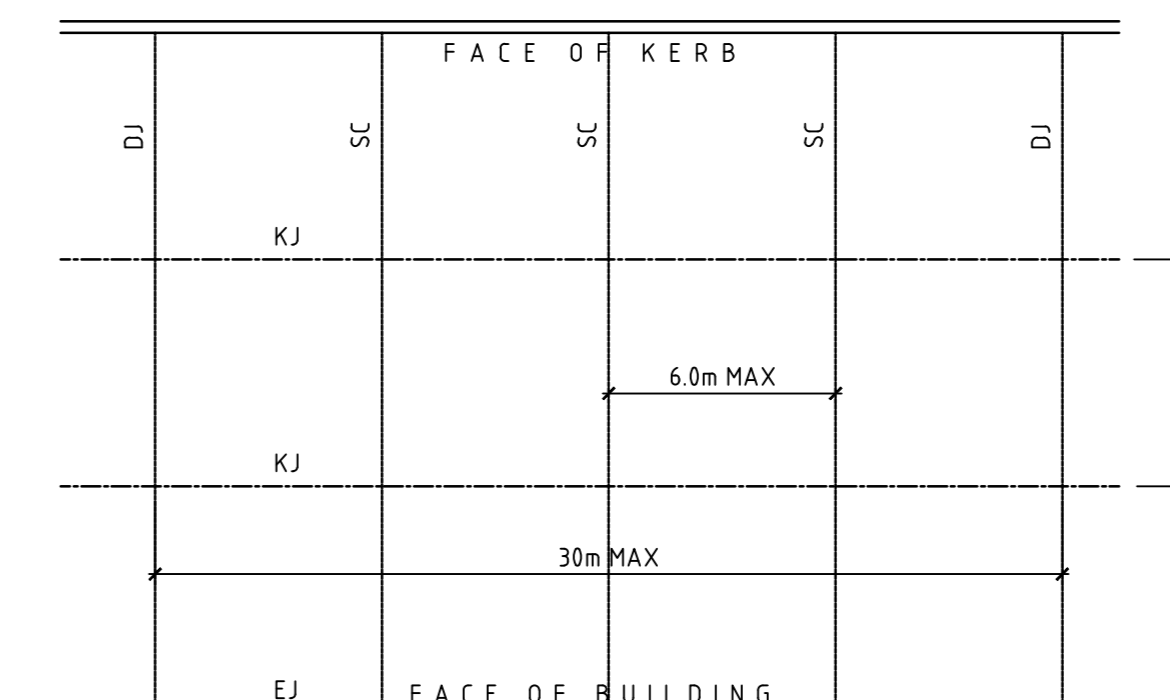 FACE OF KERB
DJ
SC
SC
SC
DJ
KJ
6.0m MAX
KJ
30m MAX
EJ
FACE OF BUILDING